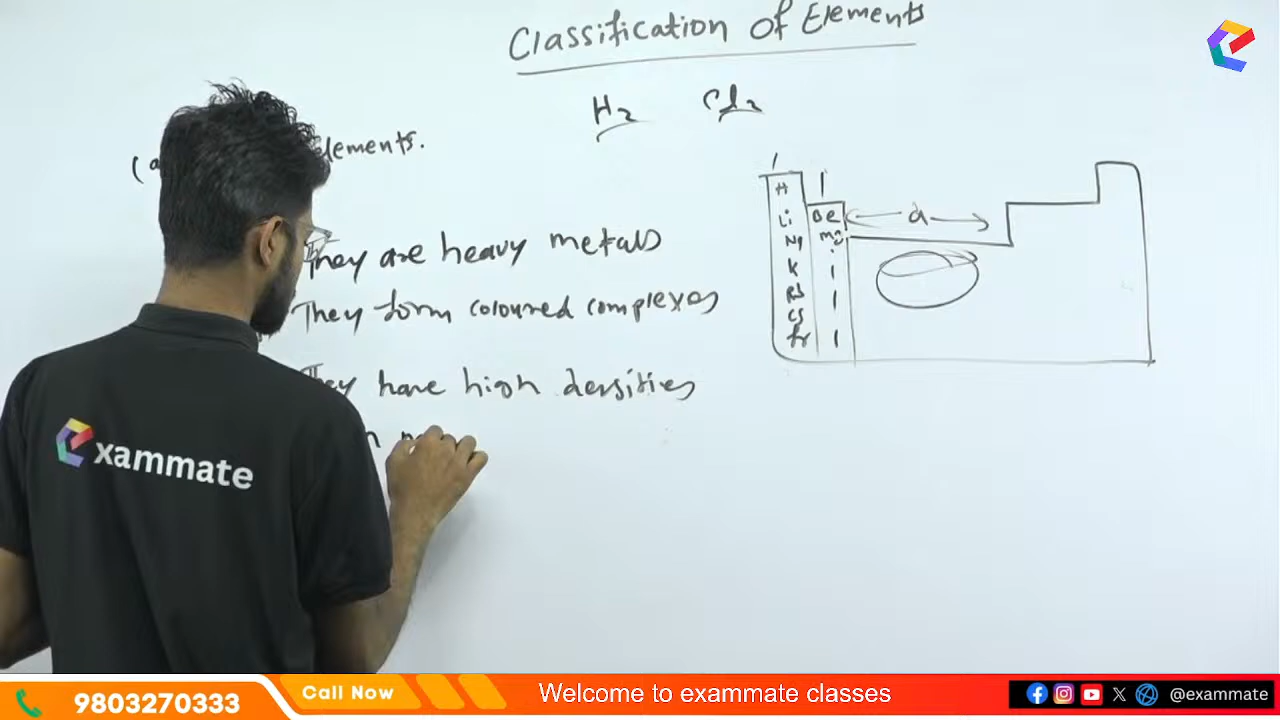 Classification of Elements
H2 Cl2
(a lements.
They are heavy metals
They form coloured complexes
They have high densities
H
Li Be
Na Mg
K
Rb
Cs
Fr
d
exammate
9803270333
Call Now
Welcome to exammate classes
@exammate